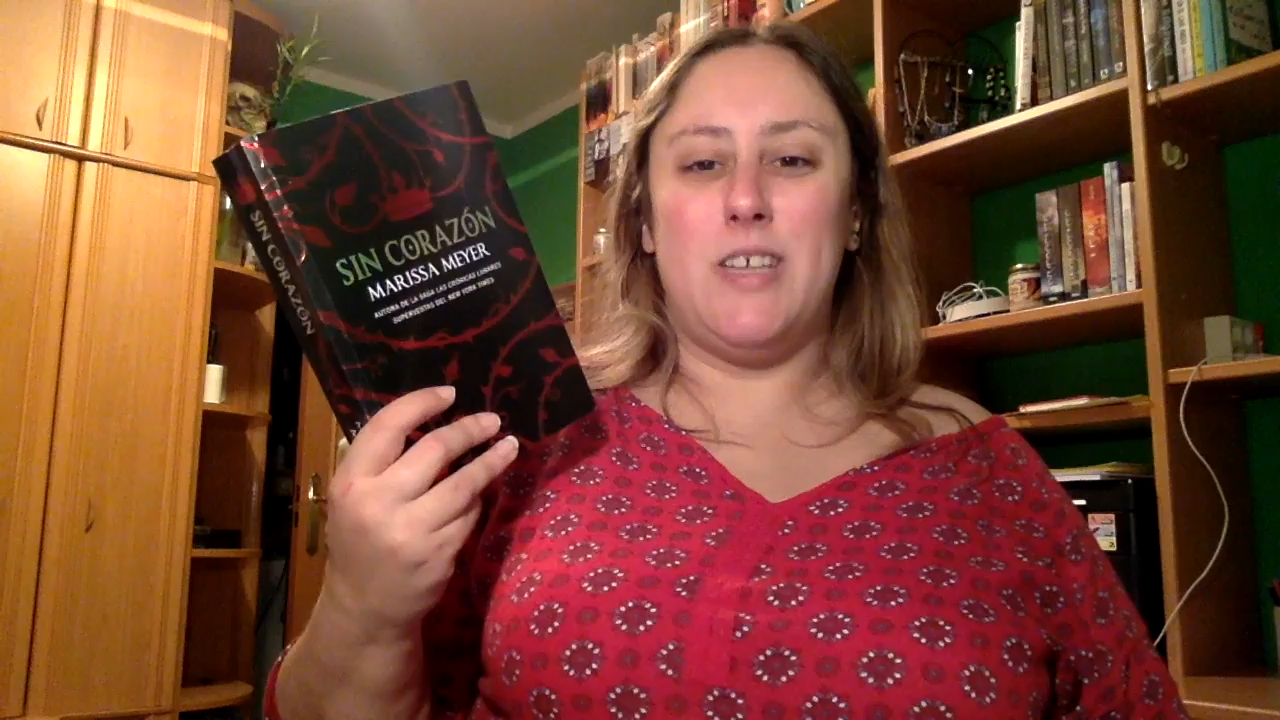 SIN CORAZÓN
MARISSA MEYER
AUTORA DE LA SAGA LAS CRÓNICAS LUNARES
SUPERVENTAS DEL NEW YORK TIMES
SIN CORAZÓN